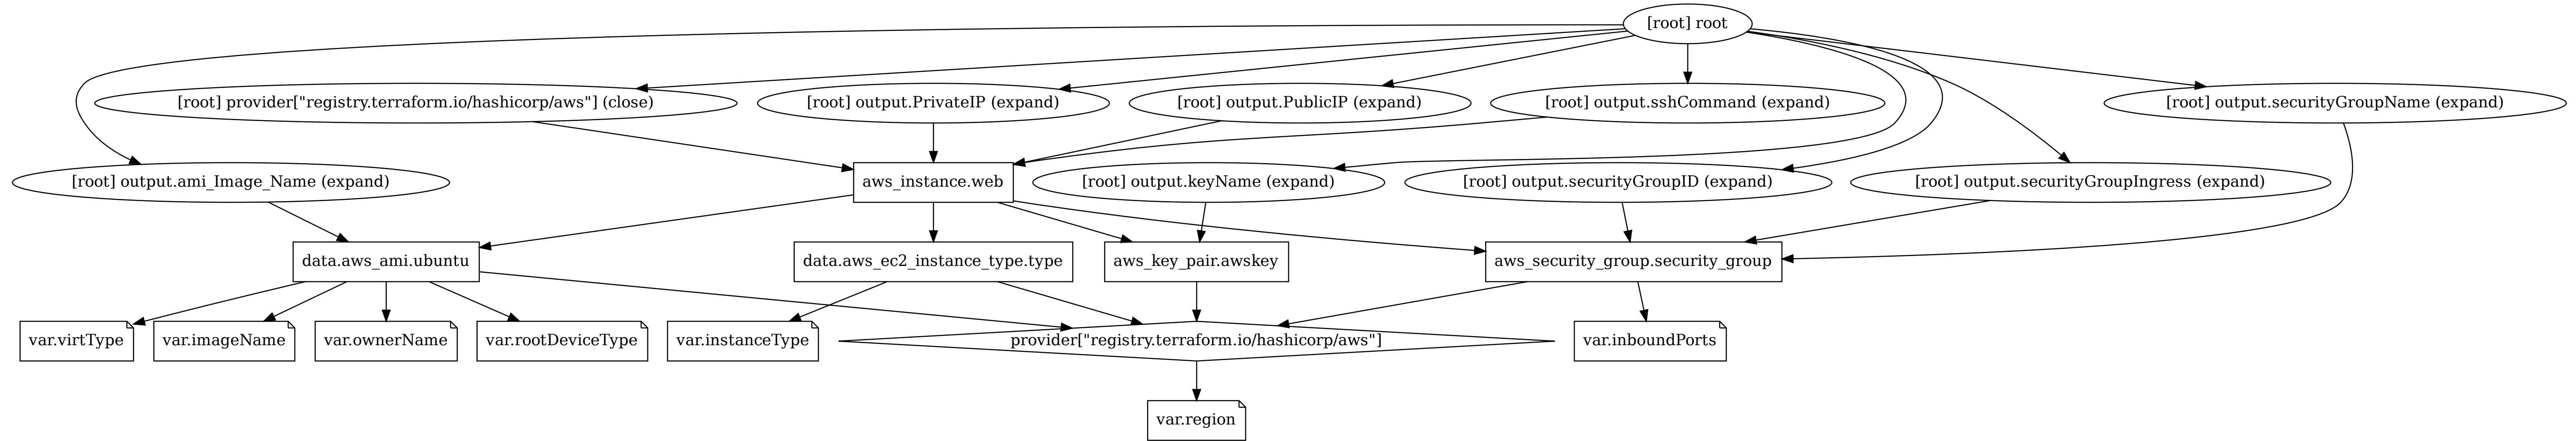 [root] root
[root] provider["registry.terraform.io/hashicorp/aws"] (close)
[root] output.PrivateIP (expand)
[root] output.PublicIP (expand)
[root] output.sshCommand (expand)
[root] output.securityGroupName (expand)
[root] output.ami_Image_Name (expand)
aws_instance.web
[root] output.keyName (expand)
[root] output.securityGroupID (expand)
[root] output.securityGroupIngress (expand)
data.aws_ami.ubuntu
data.aws_ec2_instance_type.type
aws_key_pair.awskey
aws_security_group.security_group
var.virtType
var.imageName
var.ownerName
var.rootDeviceType
var.instanceType
provider["registry.terraform.io/hashicorp/aws"]
var.inboundPorts
var.region